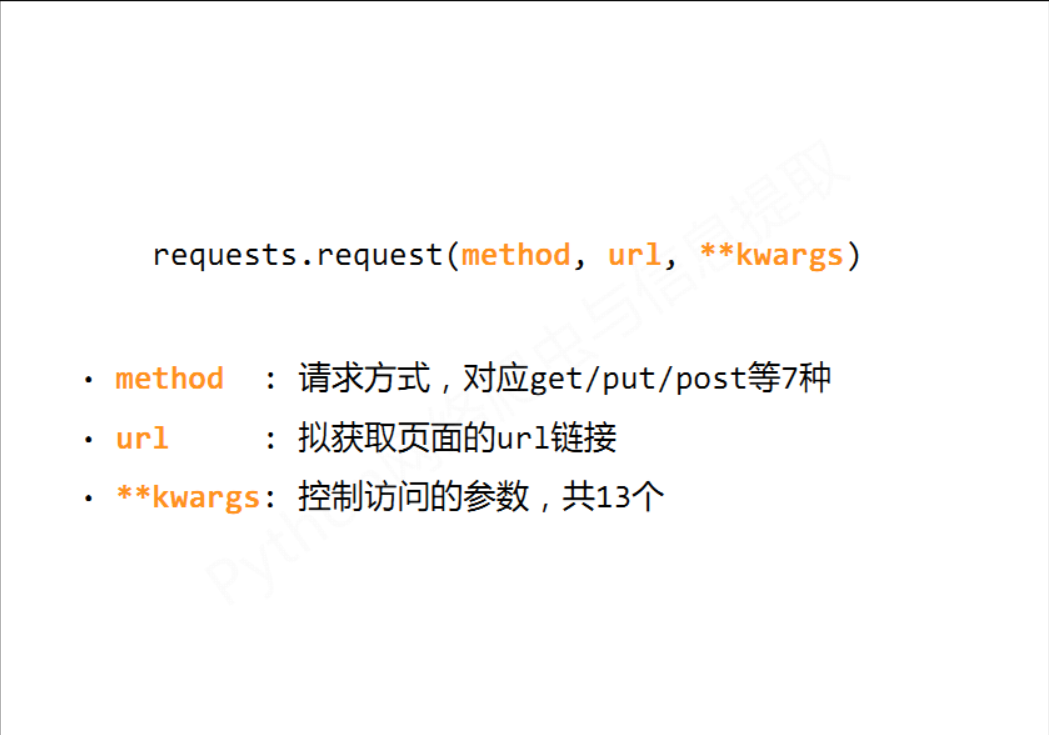 requests.request(method, url, **kwargs)
· method : 请求方式，对应get/put/post等7种
· url : 拟获取页面的url链接
· **kwargs: 控制访问的参数，共13个
Python网络爬虫与信息提取